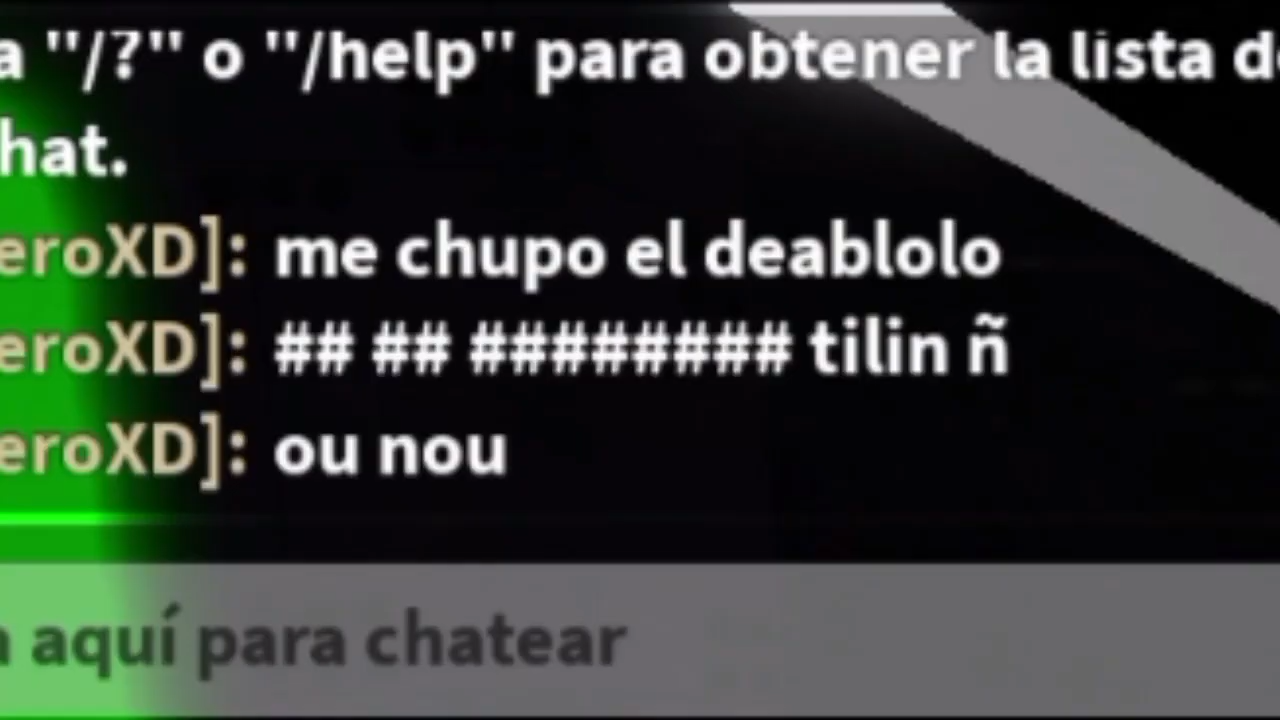 a "/?" o "/help" para obtener la lista de
hat.
eroXD]: me chupo el deablolo
eroXD]: ## ## ######## tilin ñ
eroXD]: ou nou
a aquí para chatear